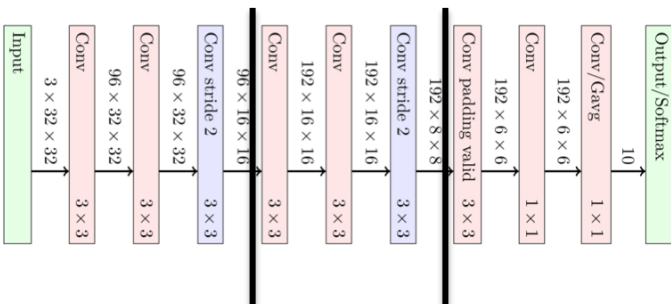 Input
3 × 32 × 32
Conv 3 × 3
96 × 32 × 32
Conv 3 × 3
96 × 32 × 32
Conv stride 2 3 × 3
96 × 16 × 16
Conv 3 × 3
192 × 16 × 16
Conv 3 × 3
192 × 16 × 16
Conv stride 2 3 × 3
192 × 8 × 8
Conv padding valid 3 × 3
192 × 6 × 6
Conv 1 × 1
192 × 6 × 6
Conv/Gavg 1 × 1
10
Output/Softmax